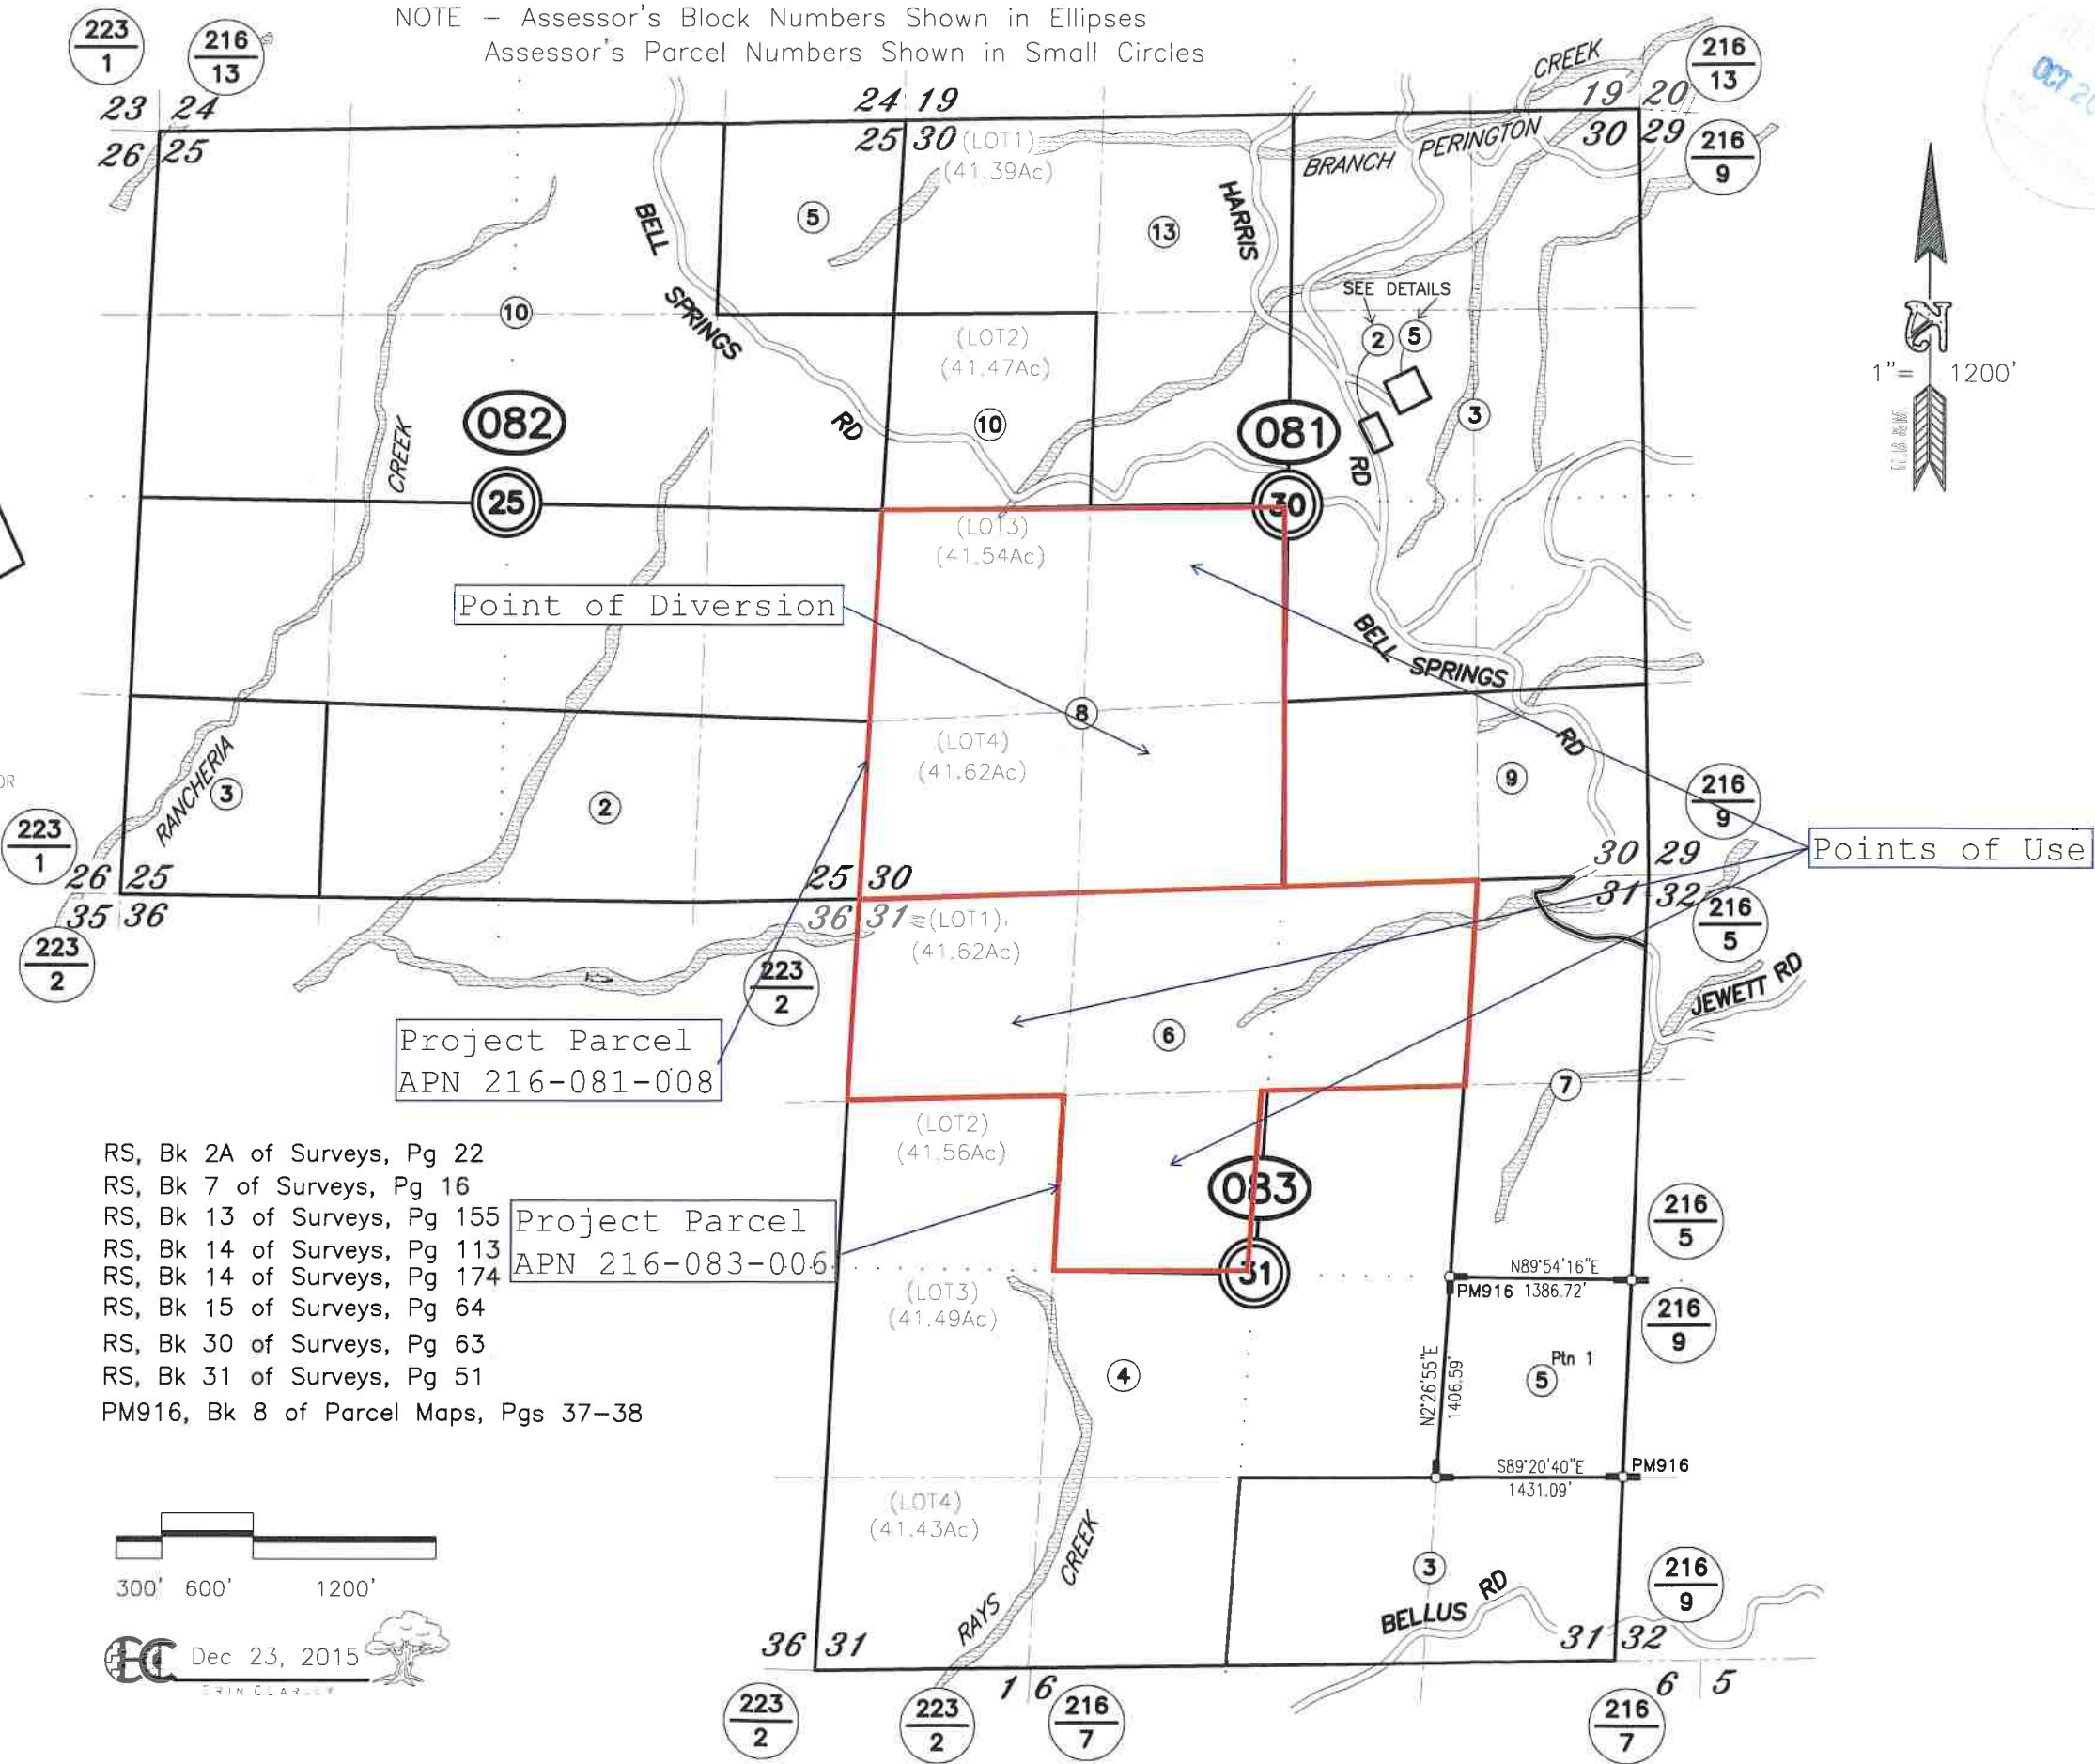 NOTE – Assessor's Block Numbers Shown in Ellipses
Assessor's Parcel Numbers Shown in Small Circles
223
1
216
13
216
13
CREEK
OCT
23 24
24 19
19 20
26 25
25 30
(LOT1)
(41.39Ac)
BRANCH PERINGTON
30 29
216
9
BELL
5
13
HARRIS
SPRINGS
10
SEE DETAILS
2 5
(LOT2)
(41.47Ac)
1"= 1200'
082
CREEK
RD
10
081
RD
3
25
30
(LOT3)
(41.54Ac)
Point of Diversion
BELL SPRINGS
RD
8
(LOT4)
(41.62Ac)
RANCHERIA
3
2
9
216
9
OR
223
1
Points of Use
26 25
25 30
30 29
35 36
36 31
31 32
(LOT1)
(41.62Ac)
216
5
223
2
223
2
JEWETT RD
Project Parcel
APN 216-081-008
6
7
(LOT2)
(41.56Ac)
RS, Bk 2A of Surveys, Pg 22
RS, Bk 7 of Surveys, Pg 16
RS, Bk 13 of Surveys, Pg 155
RS, Bk 14 of Surveys, Pg 113
RS, Bk 14 of Surveys, Pg 174
RS, Bk 15 of Surveys, Pg 64
RS, Bk 30 of Surveys, Pg 63
RS, Bk 31 of Surveys, Pg 51
PM916, Bk 8 of Parcel Maps, Pgs 37–38
Project Parcel
APN 216-083-006
083
31
216
5
(LOT3)
(41.49Ac)
N89°54'16"E
PM916 1386.72'
216
9
N2°26'55"E
1406.59'
4
Ptn 1
5
S89°20'40"E
1431.09'
PM916
(LOT4)
(41.43Ac)
300' 600' 1200'
RAYS CREEK
3
BELLUS RD
216
9
EC Dec 23, 2015
36 31
31 32
1 6
6 5
223
2
223
2
216
7
216
7